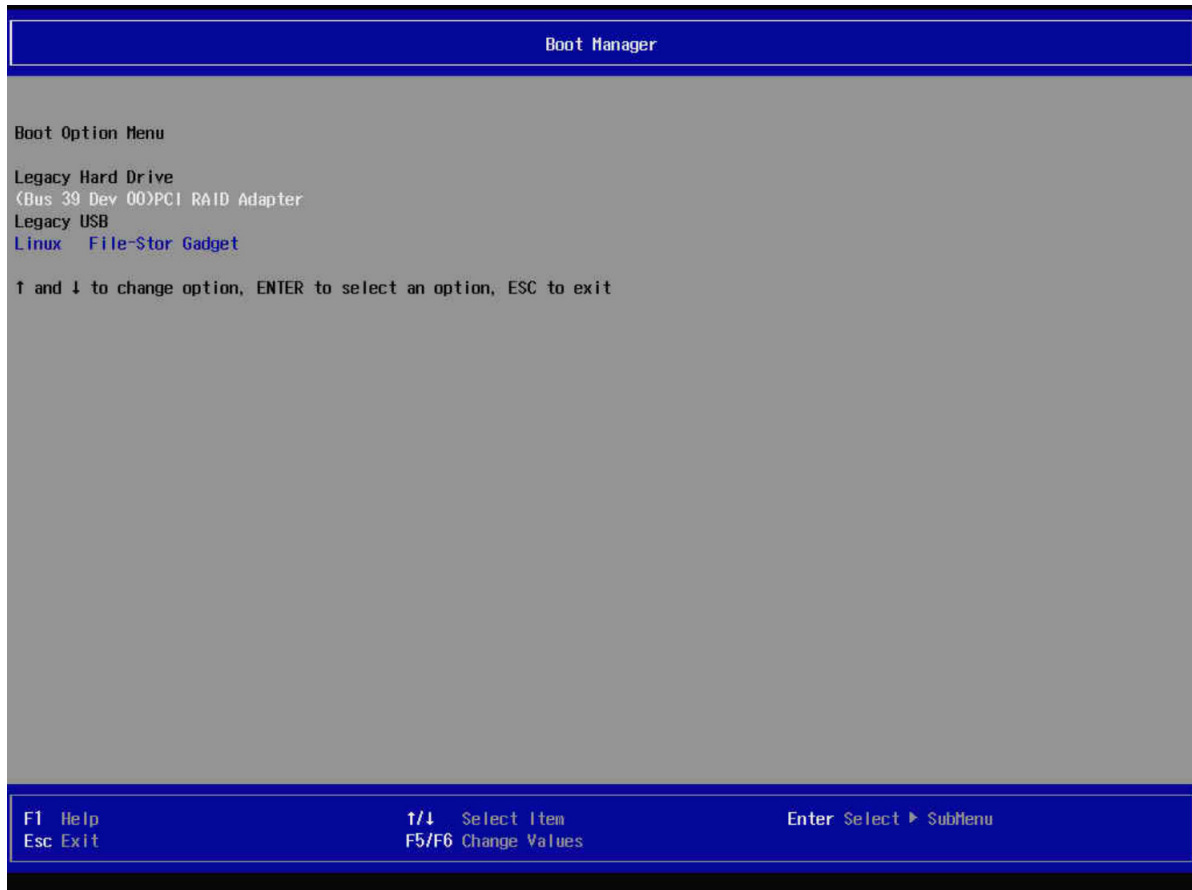 Boot Manager
Boot Option Menu
Legacy Hard Drive
(Bus 39 Dev 00)PCI RAID Adapter
Legacy USB
Linux   File-Stor Gadget
↑ and ↓ to change option, ENTER to select an option, ESC to exit
F1 Help ↑/↓ Select Item Enter Select ▶ SubMenu
Esc Exit F5/F6 Change Values